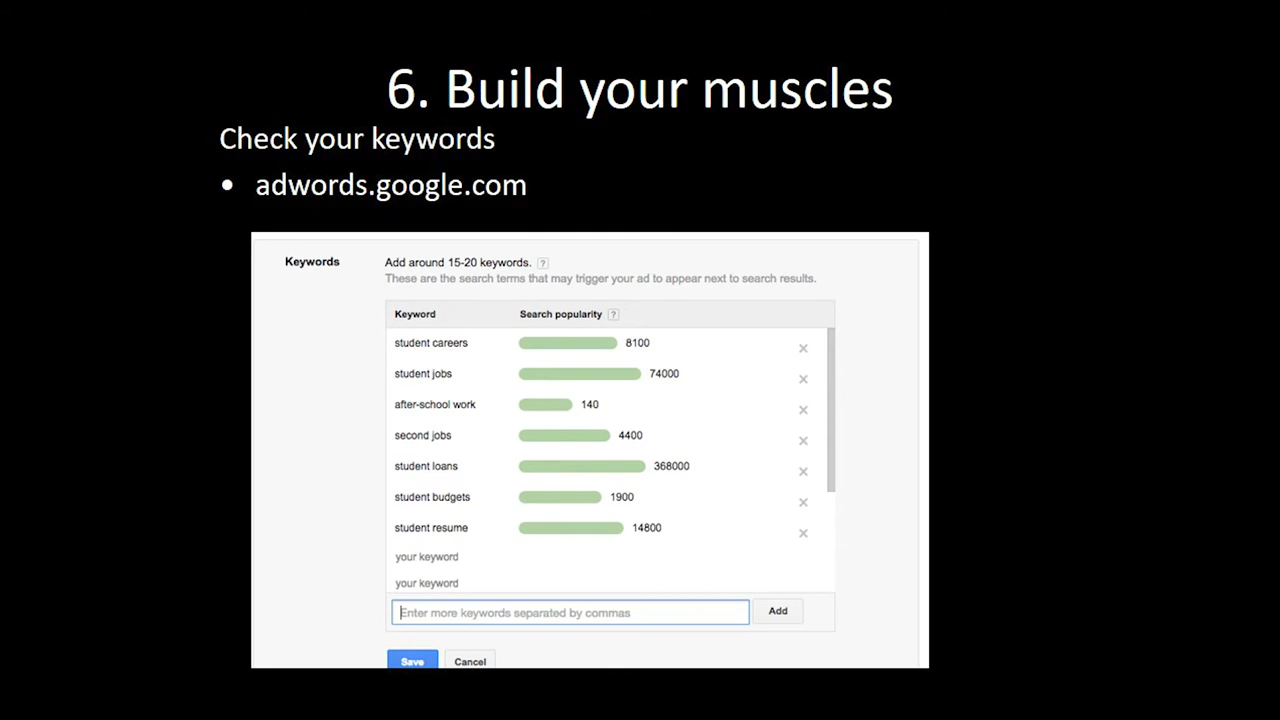 6. Build your muscles
Check your keywords
• adwords.google.com
Keywords
Add around 15-20 keywords. ?
These are the search terms that may trigger your ad to appear next to search results.
Keyword Search popularity ?
student careers 8100 ×
student jobs 74000 ×
after-school work 140 ×
second jobs 4400 ×
student loans 368000 ×
student budgets 1900 ×
student resume 14800 ×
your keyword
your keyword
Enter more keywords separated by commas Add
Save Cancel